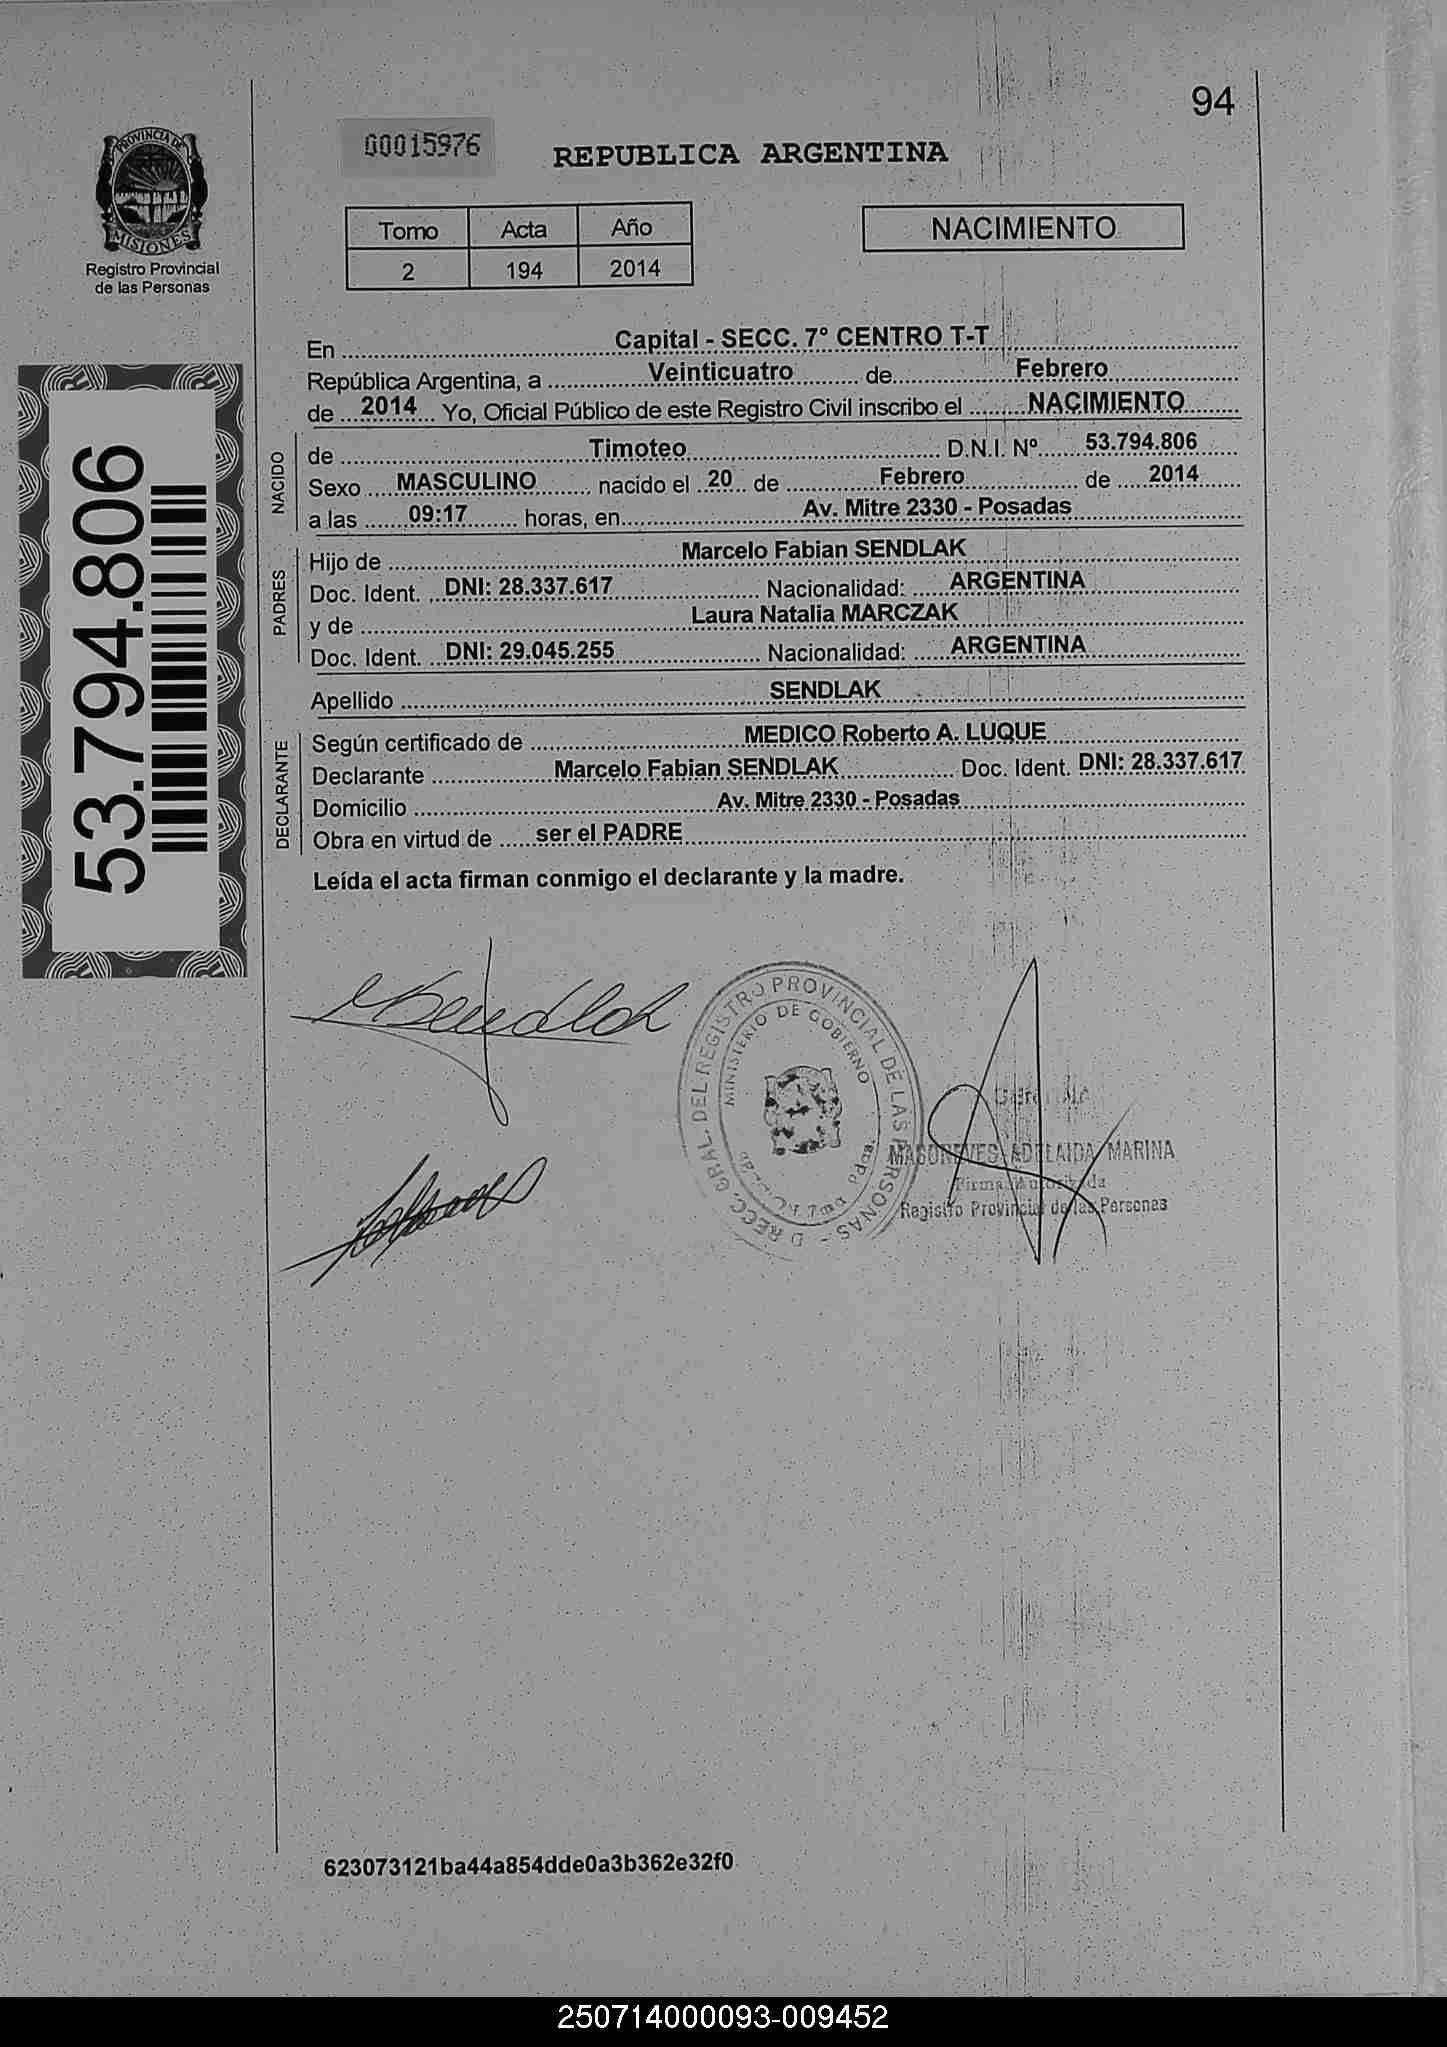 94
00015976
REPUBLICA ARGENTINA
PROVINCIA DE
MISIONES
Registro Provincial
de las Personas
Tomo Acta Año
2 194 2014
NACIMIENTO
53.794.806
En Capital - SECC. 7° CENTRO T-T
República Argentina, a Veinticuatro de Febrero
de 2014 Yo, Oficial Público de este Registro Civil inscribo el NACIMIENTO
NACIDO
de Timoteo D.N.I. Nº 53.794.806
Sexo MASCULINO nacido el 20 de Febrero de 2014
a las 09:17 horas, en Av. Mitre 2330 - Posadas
PADRES
Hijo de Marcelo Fabian SENDLAK
Doc. Ident. DNI: 28.337.617 Nacionalidad: ARGENTINA
y de Laura Natalia MARCZAK
Doc. Ident. DNI: 29.045.255 Nacionalidad: ARGENTINA
Apellido SENDLAK
DECLARANTE
Según certificado de MEDICO Roberto A. LUQUE
Declarante Marcelo Fabian SENDLAK Doc. Ident. DNI: 28.337.617
Domicilio Av. Mitre 2330 - Posadas
Obra en virtud de ser el PADRE
Leída el acta firman conmigo el declarante y la madre.
Sendlak
GRAL. DEL REGISTRO PROVINCIAL DE LAS PERSONAS
MINISTERIO DE GOBIERNO
ADELAIDA MARINA
Firma Autorizada
Registro Provincial de las Personas
623073121ba44a854dde0a3b362e32f0
250714000093-009452